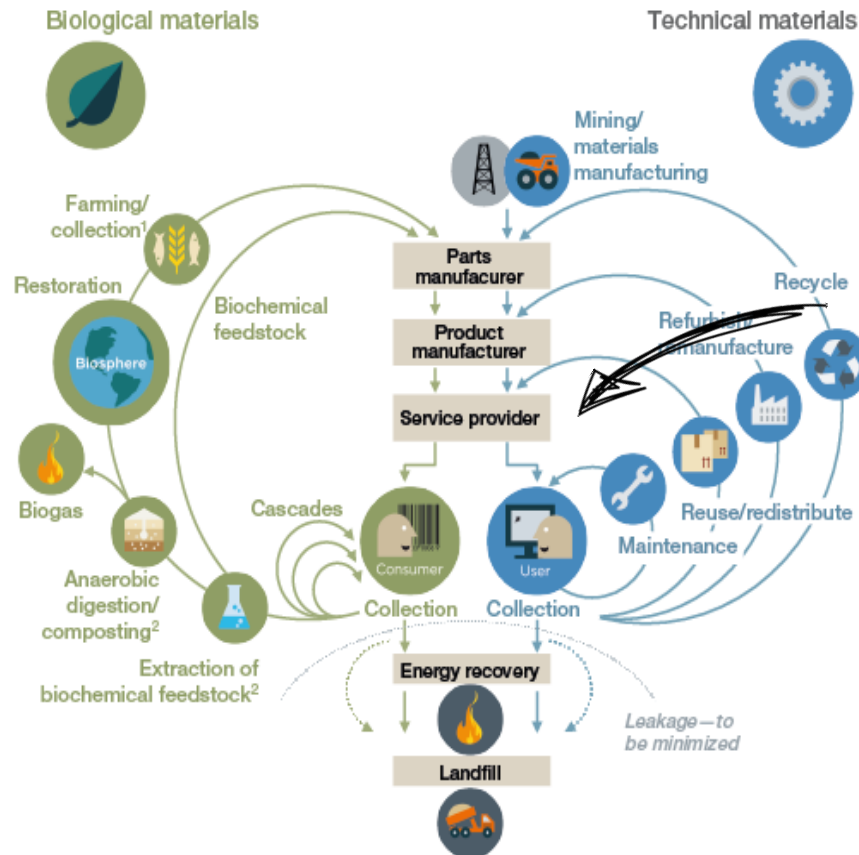 Biological materials
Technical materials
Mining/
materials
manufacturing
Farming/
collection¹
Restoration
Biosphere
Biochemical
feedstock
Parts
manufacurer
Recycle
Product
manufacturer
Refurbish/
remanufacture
Service provider
Biogas
Cascades
Consumer
User
Reuse/redistribute
Maintenance
Anaerobic
digestion/
composting²
Collection
Collection
Extraction of
biochemical feedstock²
Energy recovery
Leakage—to
be minimized
Landfill